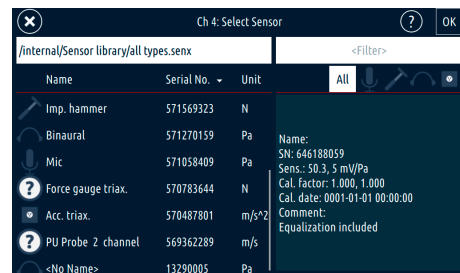 Ch 4: Select Sensor
?
OK
/internal/Sensor library/all types.senx
<Filter>
Name Serial No. Unit
All
Imp. hammer 571569323 N
Binaural 571270159 Pa
Mic 571058409 Pa
? Force gauge triax. 570783644 N
Acc. triax. 570487801 m/s^2
? PU Probe 2 channel 569362289 m/s
<No Name> 13290005 Pa
Name:
SN: 646188059
Sens.: 50.3, 5 mV/Pa
Cal. factor: 1.000, 1.000
Cal. date: 0001-01-01 00:00:00
Comment:
Equalization included